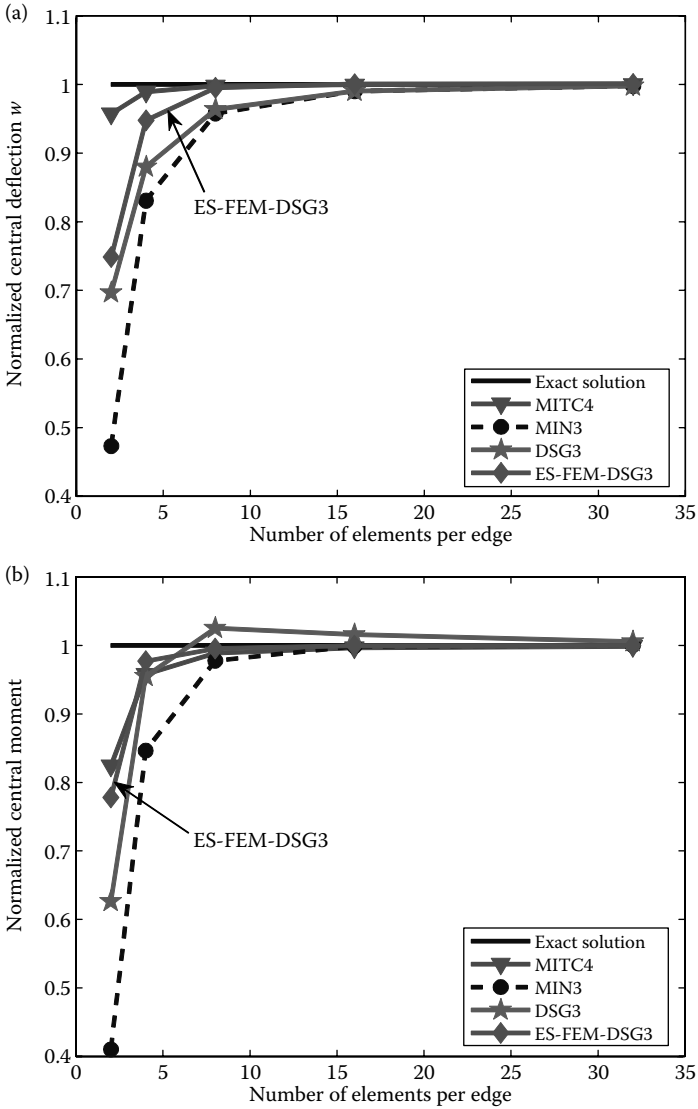 (a)
1.1
1
0.9
0.8
0.7
0.6
0.5
0.4
Normalized central deflection w
ES-FEM-DSG3
Exact solution
MITC4
MIN3
DSG3
ES-FEM-DSG3
0 5 10 15 20 25 30 35
Number of elements per edge
(b)
1.1
1
0.9
0.8
0.7
0.6
0.5
0.4
Normalized central moment
ES-FEM-DSG3
Exact solution
MITC4
MIN3
DSG3
ES-FEM-DSG3
0 5 10 15 20 25 30 35
Number of elements per edge